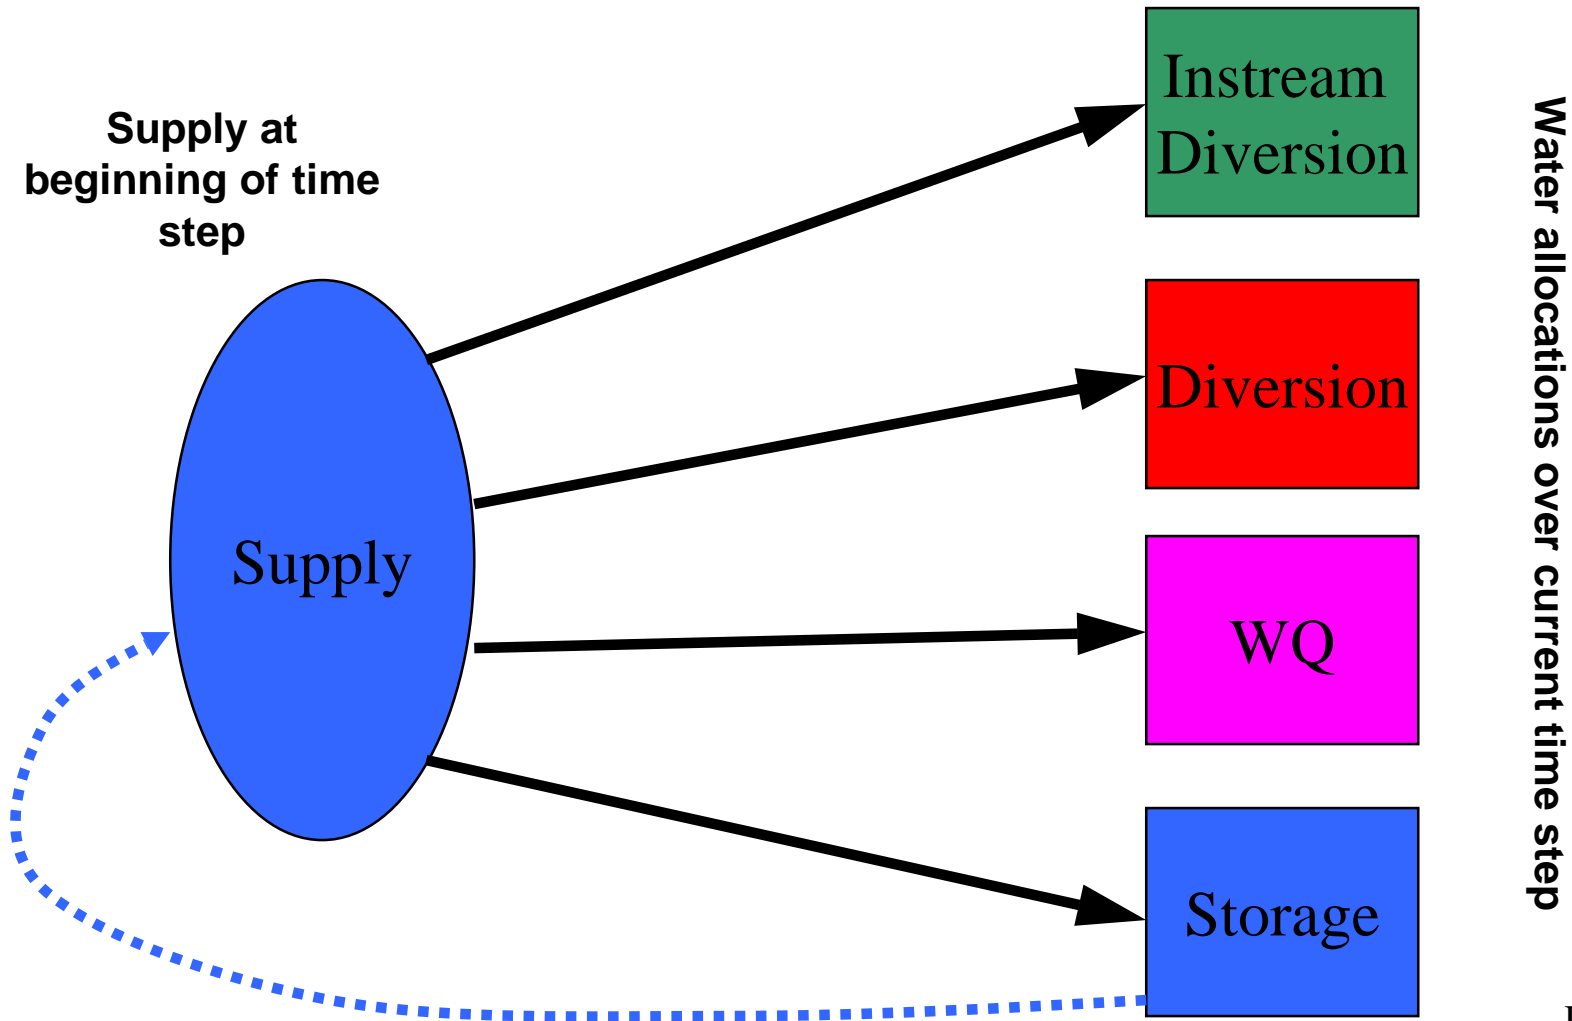 Supply at
beginning of time
step
Supply
Instream
Diversion
Diversion
WQ
Storage
Water allocations over current time step